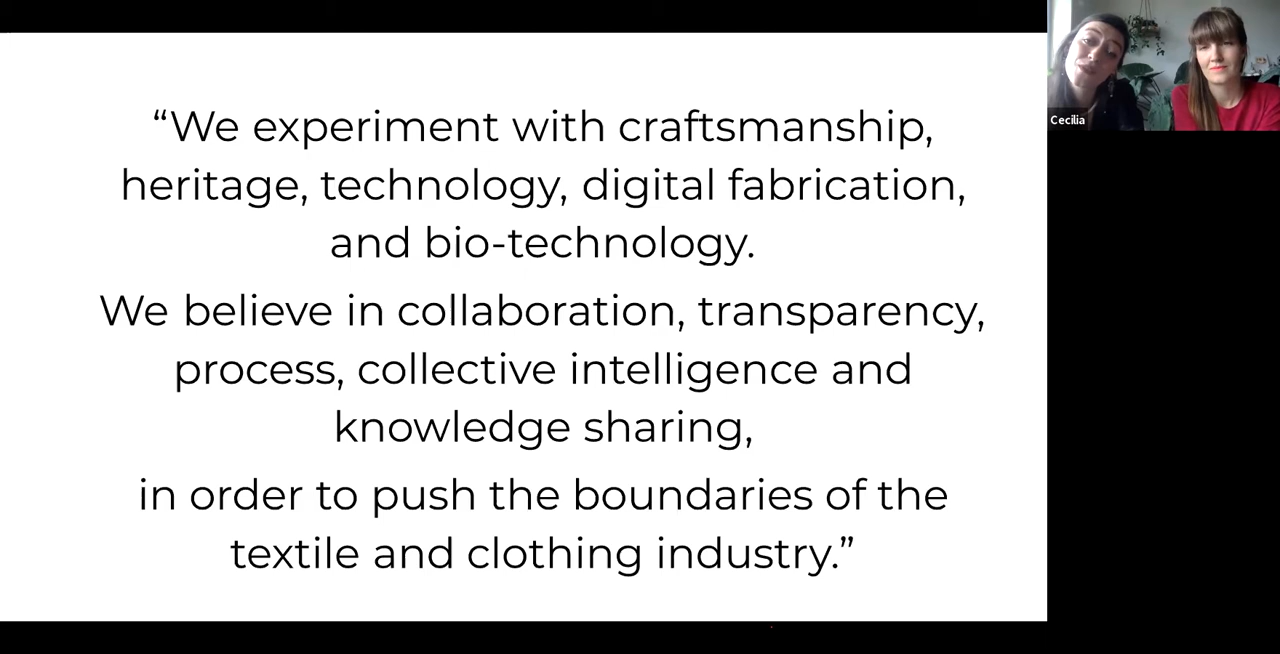 “We experiment with craftsmanship,
heritage, technology, digital fabrication,
and bio-technology.
We believe in collaboration, transparency,
process, collective intelligence and
knowledge sharing,
in order to push the boundaries of the
textile and clothing industry.”
Cecilia